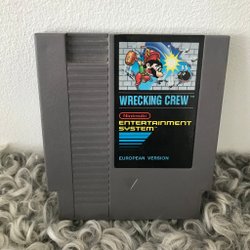 WRECKING CREW
Nintendo
ENTERTAINMENT
SYSTEM
EUROPEAN VERSION